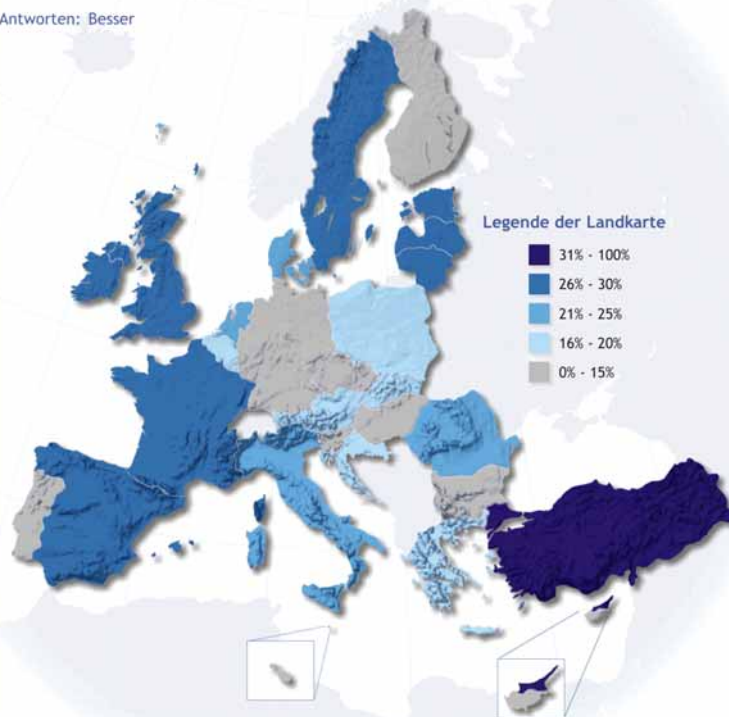 Antworten: Besser
Legende der Landkarte
31% - 100%
26% - 30%
21% - 25%
16% - 20%
0% - 15%